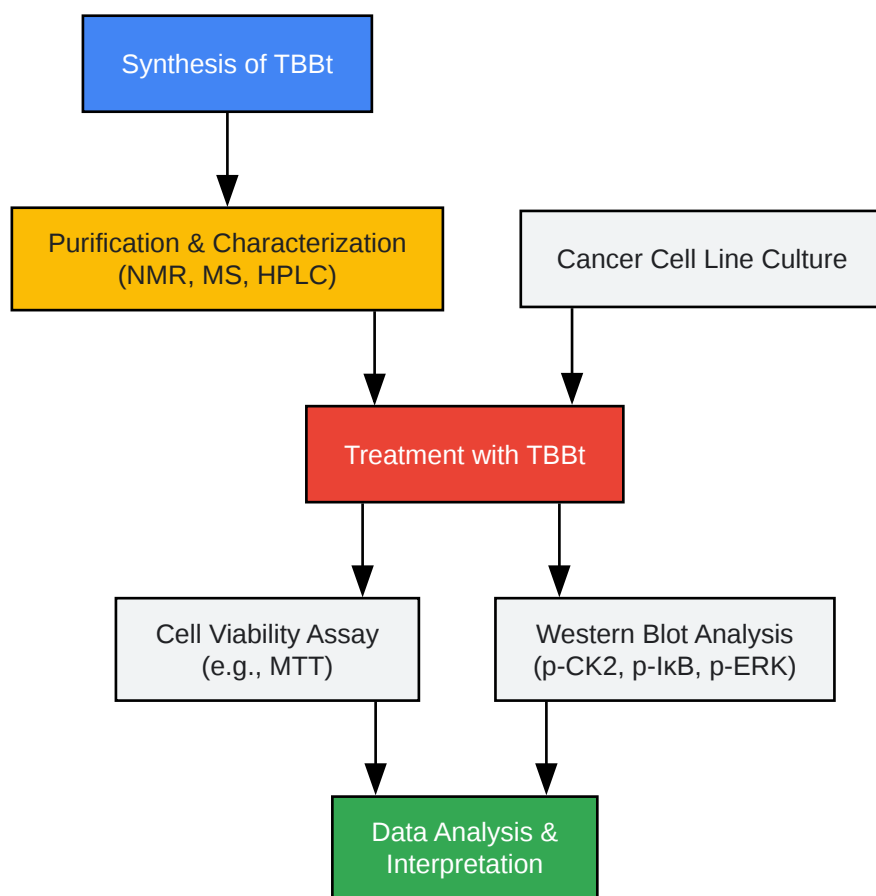 Synthesis of TBBt
Purification & Characterization
(NMR, MS, HPLC)
Cancer Cell Line Culture
Treatment with TBBt
Cell Viability Assay
(e.g., MTT)
Western Blot Analysis
(p-CK2, p-IκB, p-ERK)
Data Analysis &
Interpretation